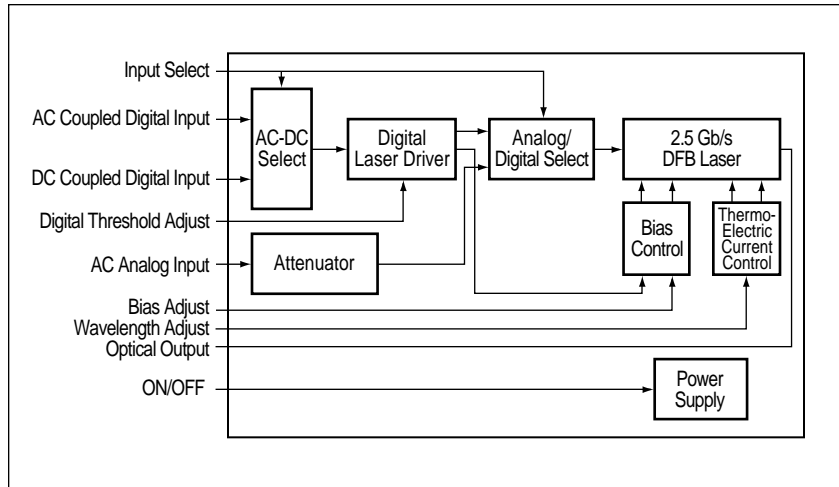 Input Select
AC Coupled Digital Input
DC Coupled Digital Input
Digital Threshold Adjust
AC Analog Input
Bias Adjust
Wavelength Adjust
Optical Output
ON/OFF
AC-DC
Select
Digital
Laser Driver
Analog/
Digital Select
2.5 Gb/s
DFB Laser
Attenuator
Bias
Control
Thermo-
Electric
Current
Control
Power
Supply